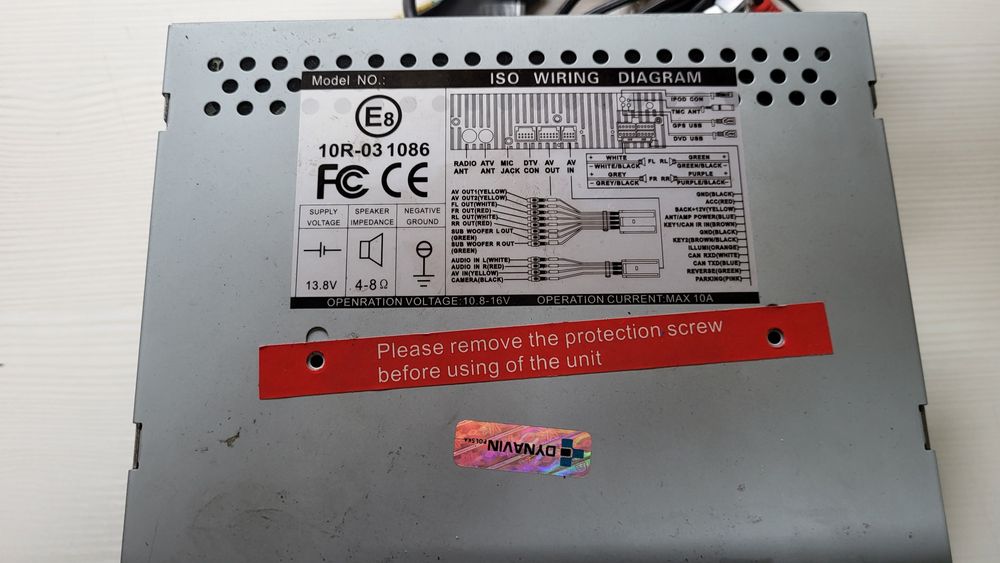 Model NO.:
ISO WIRING DIAGRAM
E8
10R-03 1086
FC CE
SUPPLY VOLTAGE
SPEAKER IMPEDANCE
NEGATIVE GROUND
13.8V
4-8Ω
IPOD CON
TMC ANT
GPS USB
DVD USB
RADIO ANT
ATV ANT
MIC JACK
DTV CON
AV OUT
AV IN
+ WHITE
- WHITE/BLACK
FL RL
GREEN +
GREEN/BLACK -
+ GREY
- GREY/BLACK
FR RR
PURPLE +
PURPLE/BLACK -
AV OUT1(YELLOW)
AV OUT2(YELLOW)
FL OUT(WHITE)
FR OUT(RED)
RL OUT(WHITE)
RR OUT(RED)
SUB WOOFER L OUT
(GREEN)
SUB WOOFER R OUT
(GREEN)
AUDIO IN L(WHITE)
AUDIO IN R(RED)
AV IN(YELLOW)
CAMERA(BLACK)
GND(BLACK)
ACC(RED)
BACK+12V(YELLOW)
ANT/AMP POWER(BLUE)
KEY1/CAN IR IN(BROWN)
GND(BLACK)
KEY2(BROWN/BLACK)
ILLUMI(ORANGE)
CAN RXD(WHITE)
CAN TXD(BLUE)
REVERSE(GREEN)
PARKING(PINK)
OPENRATION VOLTAGE:10.8-16V
OPERATION CURRENT:MAX 10A
Please remove the protection screw
before using of the unit
DYNAVIN POLSKA